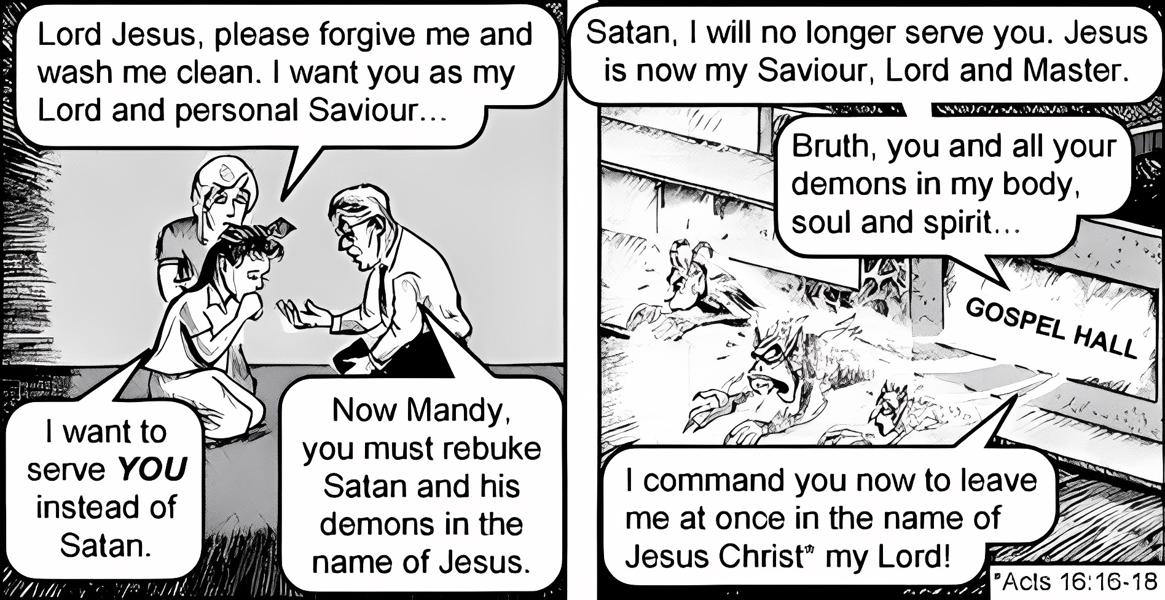 Lord Jesus, please forgive me and
wash me clean. I want you as my
Lord and personal Saviour...
I want to
serve YOU
instead of
Satan.
Now Mandy,
you must rebuke
Satan and his
demons in the
name of Jesus.
Satan, I will no longer serve you. Jesus
is now my Saviour, Lord and Master.
Bruth, you and all your
demons in my body,
soul and spirit...
GOSPEL HALL
I command you now to leave
me at once in the name of
Jesus Christ* my Lord!
*Acts 16:16-18